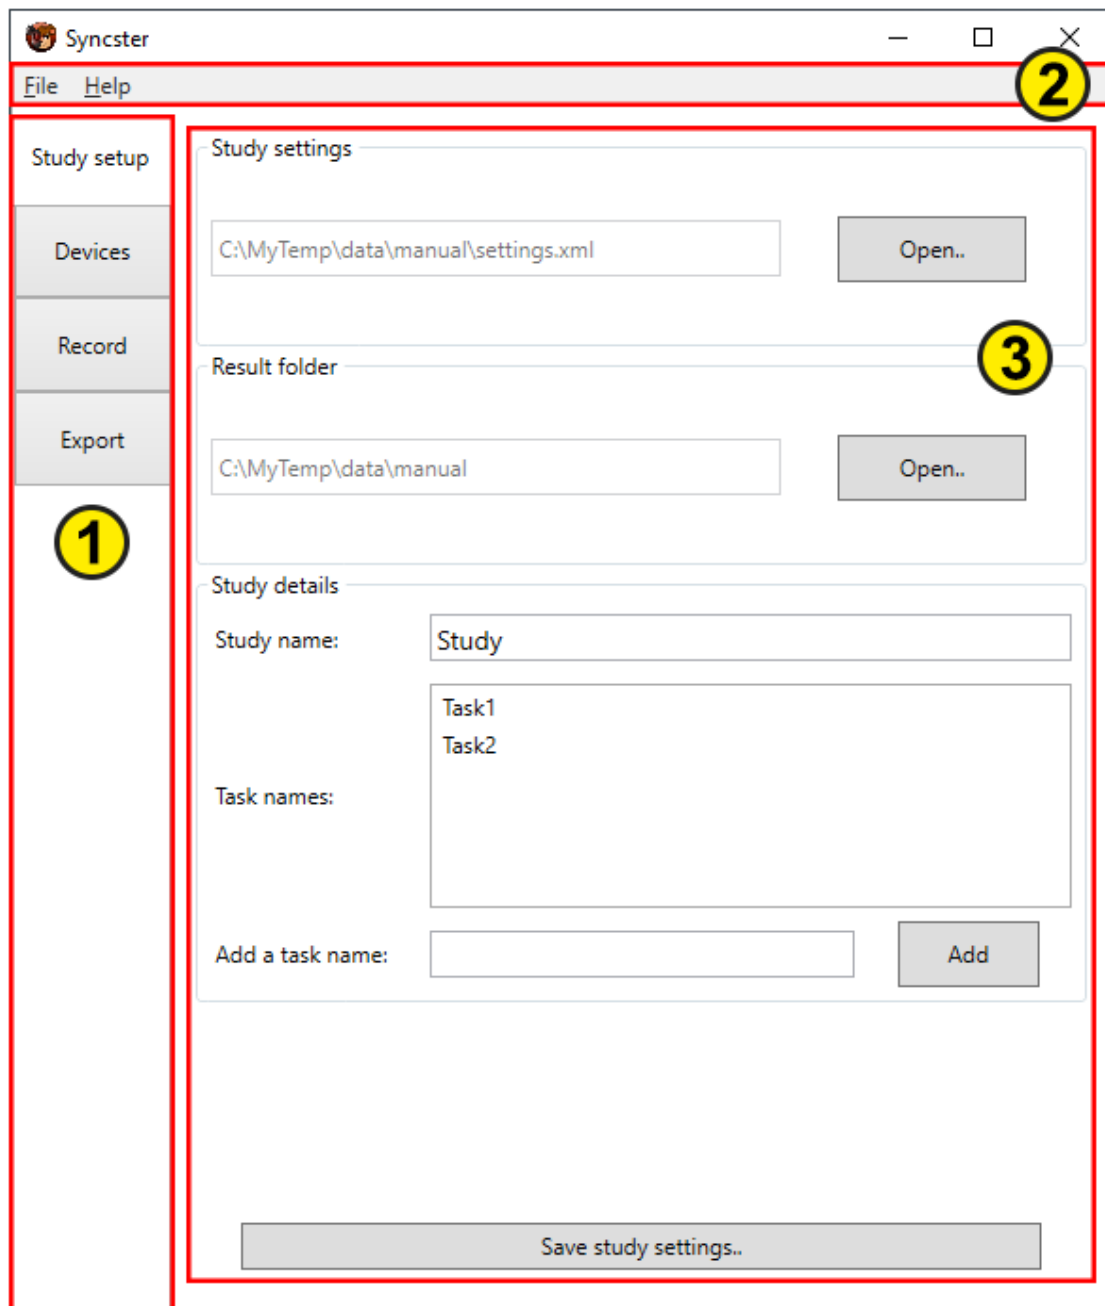 Syncster
File Help
2
Study setup
Devices
Record
Export
1
Study settings
C:\MyTemp\data\manual\settings.xml
Open..
3
Result folder
C:\MyTemp\data\manual
Open..
Study details
Study name:
Study
Task names:
Task1
Task2
Add a task name:
Add
Save study settings..